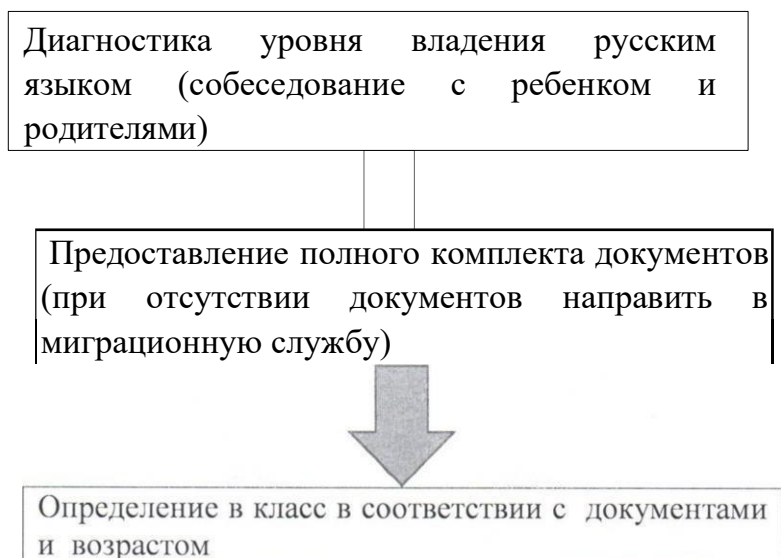 Диагностика уровня владения русским
языком (собеседование с ребенком и
родителями)
Предоставление полного комплекта документов
(при отсутствии документов направить в
миграционную службу)
Определение в класс в соответствии с документами
и возрастом